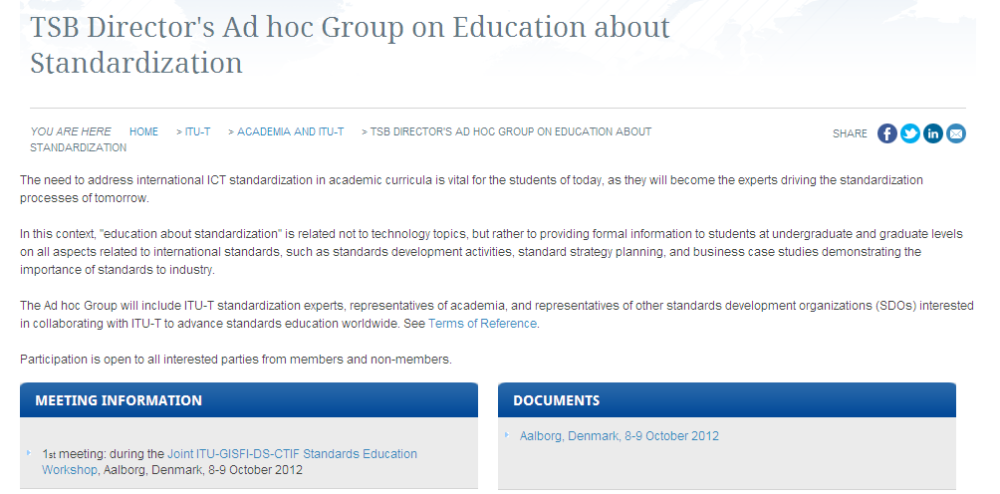 TSB Director's Ad hoc Group on Education about
Standardization
YOU ARE HERE HOME > ITU-T > ACADEMIA AND ITU-T > TSB DIRECTOR'S AD HOC GROUP ON EDUCATION ABOUT
STANDARDIZATION
SHARE
The need to address international ICT standardization in academic curricula is vital for the students of today, as they will become the experts driving the standardization
processes of tomorrow.
In this context, "education about standardization" is related not to technology topics, but rather to providing formal information to students at undergraduate and graduate levels
on all aspects related to international standards, such as standards development activities, standard strategy planning, and business case studies demonstrating the
importance of standards to industry.
The Ad hoc Group will include ITU-T standardization experts, representatives of academia, and representatives of other standards development organizations (SDOs) interested
in collaborating with ITU-T to advance standards education worldwide. See Terms of Reference.
Participation is open to all interested parties from members and non-members.
MEETING INFORMATION
1st meeting: during the Joint ITU-GISFI-DS-CTIF Standards Education
Workshop, Aalborg, Denmark, 8-9 October 2012
DOCUMENTS
Aalborg, Denmark, 8-9 October 2012